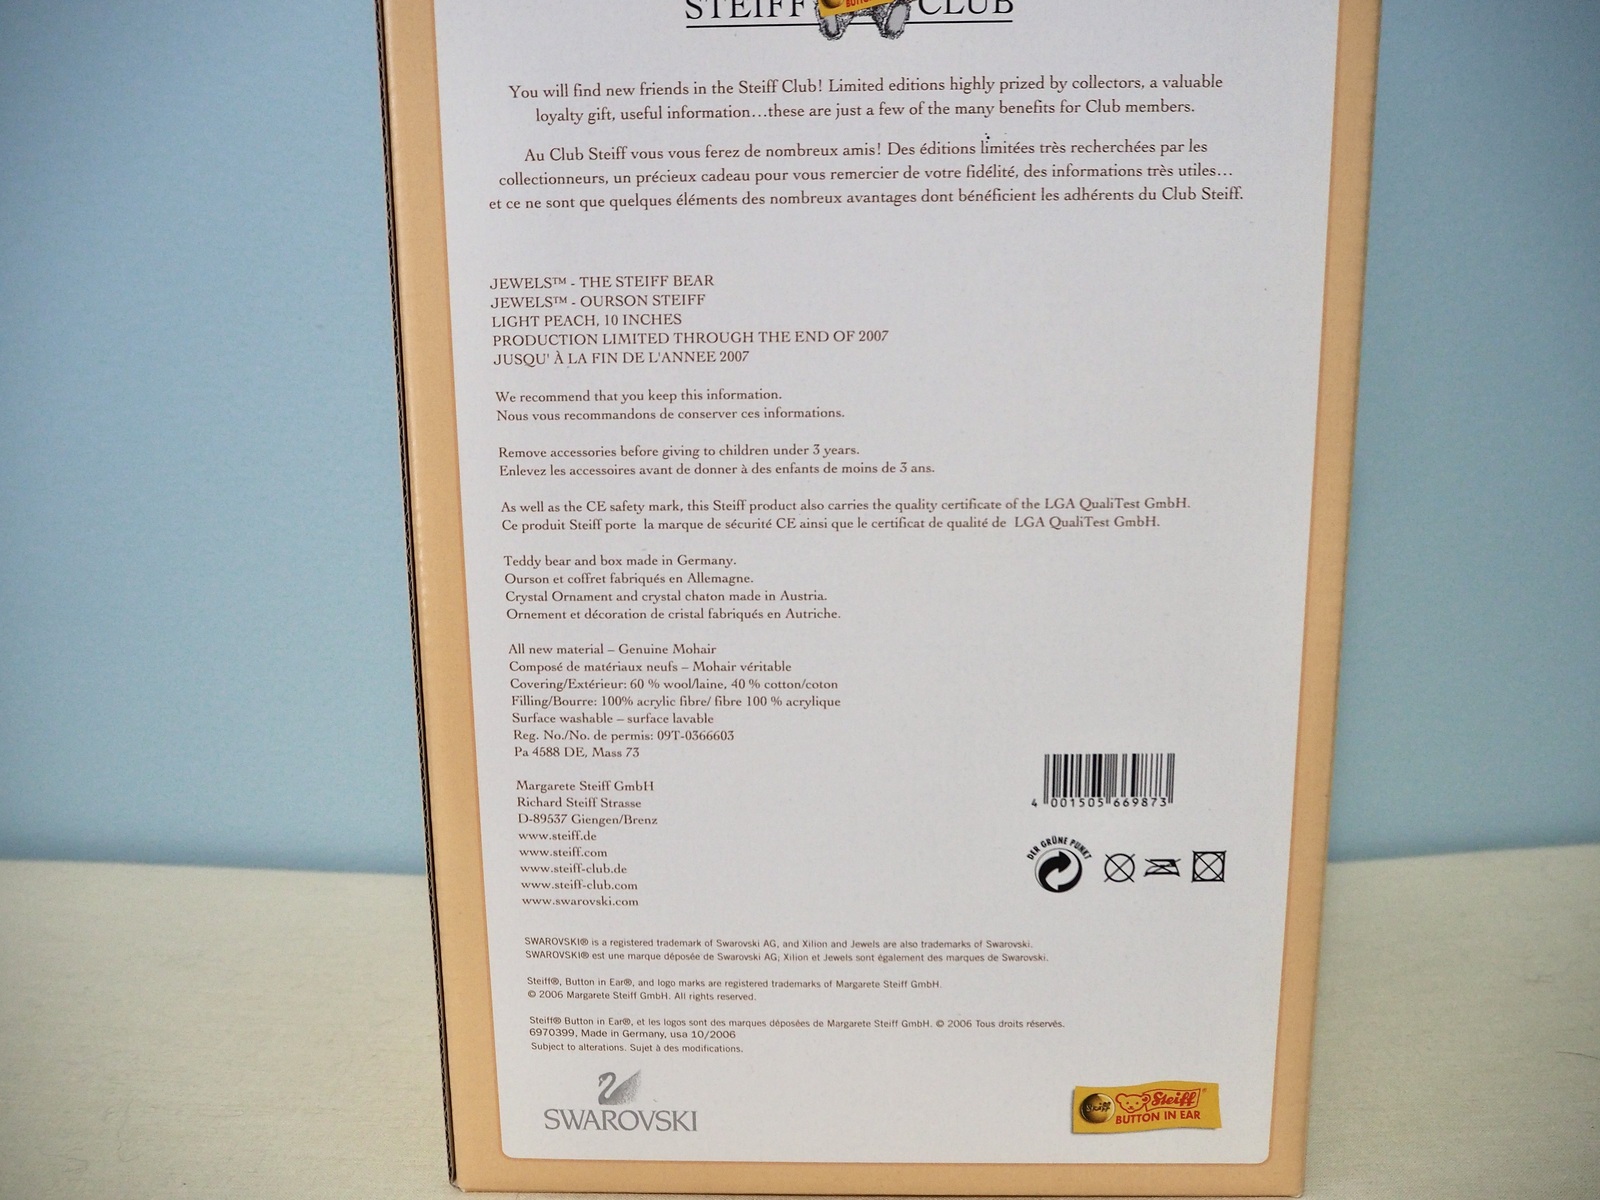 STEIFF CLUB
You will find new friends in the Steiff Club! Limited editions highly prized by collectors, a valuable
loyalty gift, useful information...these are just a few of the many benefits for Club members.
Au Club Steiff vous vous ferez de nombreux amis! Des éditions limitées très recherchées par les
collectionneurs, un précieux cadeau pour vous remercier de votre fidélité, des informations très utiles...
et ce ne sont que quelques éléments des nombreux avantages dont bénéficient les adhérents du Club Steiff.
JEWELS™ - THE STEIFF BEAR
JEWELS™ - OURSON STEIFF
LIGHT PEACH, 10 INCHES
PRODUCTION LIMITED THROUGH THE END OF 2007
JUSQU' À LA FIN DE L'ANNEE 2007
We recommend that you keep this information.
Nous vous recommandons de conserver ces informations.
Remove accessories before giving to children under 3 years.
Enlevez les accessoires avant de donner à des enfants de moins de 3 ans.
As well as the CE safety mark, this Steiff product also carries the quality certificate of the LGA QualiTest GmbH.
Ce produit Steiff porte la marque de sécurité CE ainsi que le certificat de qualité de LGA QualiTest GmbH.
Teddy bear and box made in Germany.
Ourson et coffret fabriqués en Allemagne.
Crystal Ornament and crystal chaton made in Austria.
Ornement et décoration de cristal fabriqués en Autriche.
All new material – Genuine Mohair
Composé de matériaux neufs – Mohair véritable
Covering/Extérieur: 60 % wool/laine, 40 % cotton/coton
Filling/Bourre: 100% acrylic fibre/ fibre 100 % acrylique
Surface washable – surface lavable
Reg. No./No. de permis: 09T-0366603
Pa 4588 DE, Mass 73
Margarete Steiff GmbH
Richard Steiff Strasse
D-89537 Giengen/Brenz
www.steiff.de
www.steiff.com
www.steiff-club.de
www.steiff-club.com
www.swarovski.com
4 001505 669873
DER GRÜNE PUNKT
SWAROVSKI® is a registered trademark of Swarovski AG, and Xilion and Jewels are also trademarks of Swarovski.
SWAROVSKI® est une marque déposée de Swarovski AG; Xilion et Jewels sont également des marques de Swarovski.
Steiff®, Button in Ear®, and logo marks are registered trademarks of Margarete Steiff GmbH.
© 2006 Margarete Steiff GmbH. All rights reserved.
Steiff® Button in Ear®, et les logos sont des marques déposées de Margarete Steiff GmbH. © 2006 Tous droits réservés.
6970399, Made in Germany, usa 10/2006
Subject to alterations. Sujet à des modifications.
SWAROVSKI
Steiff
Steiff®
BUTTON IN EAR